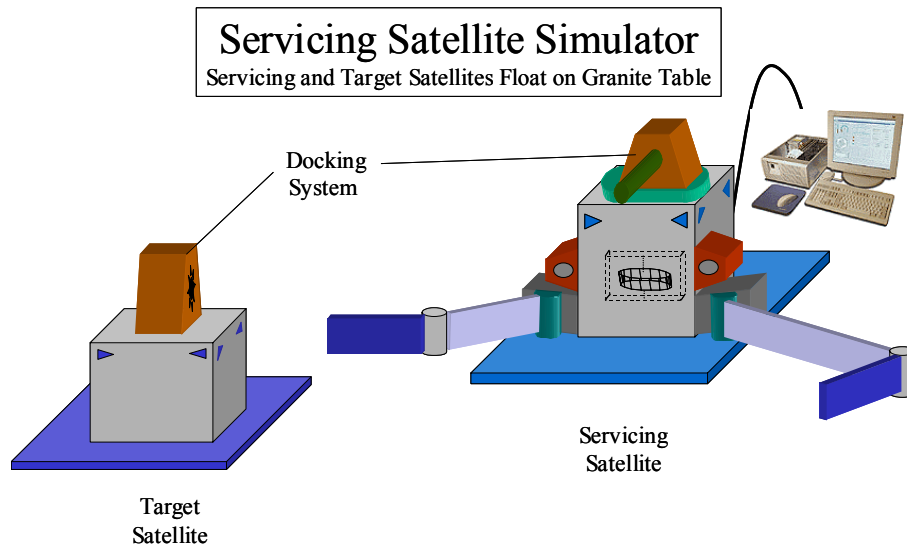 Servicing Satellite Simulator
Servicing and Target Satellites Float on Granite Table
Docking
System
Servicing
Satellite
Target
Satellite